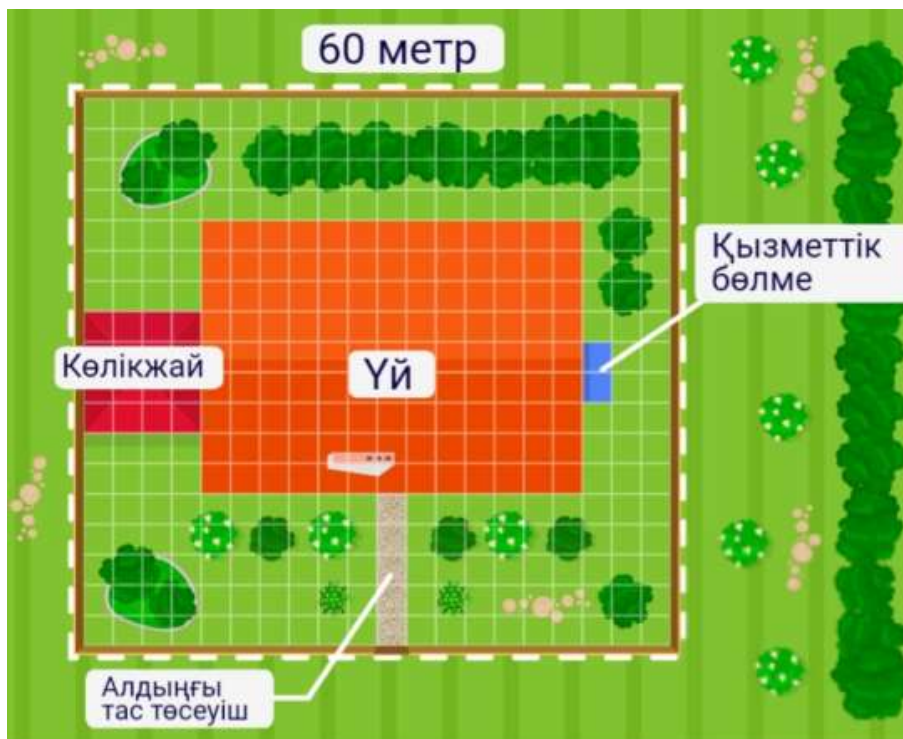 60 метр
Қызметтік
бөлме
Көлікжай
Үй
Алдыңғы
тас төсеуіш